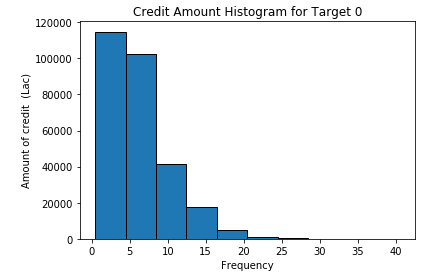 Credit Amount Histogram for Target 0
120000
100000
80000
60000
40000
20000
0
Amount of credit  (Lac)
0 5 10 15 20 25 30 35 40
Frequency